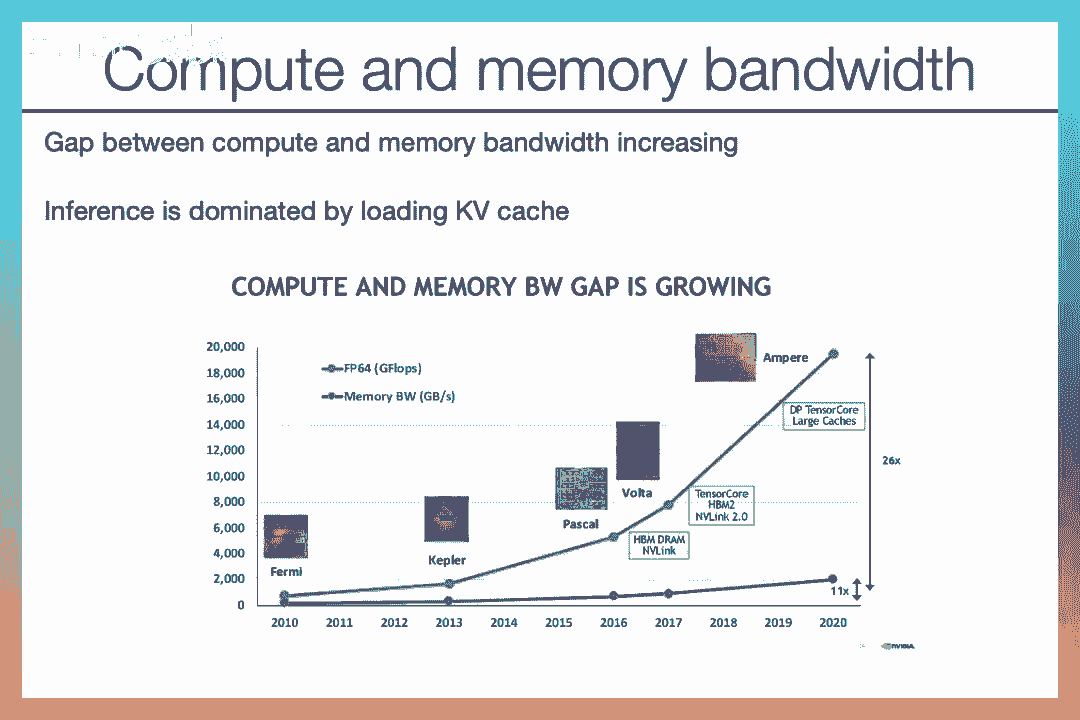 Compute and memory bandwidth
Gap between compute and memory bandwidth increasing
Inference is dominated by loading KV cache
COMPUTE AND MEMORY BW GAP IS GROWING
20,000
18,000
16,000
14,000
12,000
10,000
8,000
6,000
4,000
2,000
0
FP64 (GFlops)
Memory BW (GB/s)
Fermi
Kepler
Pascal
Volta
Ampere
HBM DRAM
NVLink
TensorCore
HBM2
NVLink 2.0
DP TensorCore
Large Caches
26x
11x
2010 2011 2012 2013 2014 2015 2016 2017 2018 2019 2020
NVIDIA.